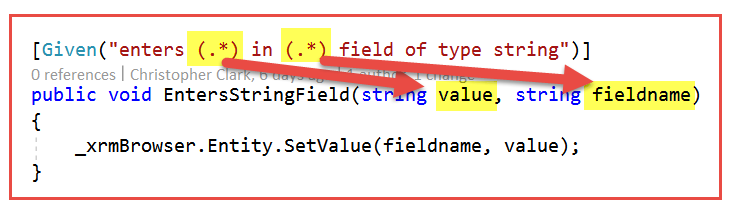 [Given("enters (.*) in (.*) field of type string")]
0 references | Christopher Clark, 6 days ago | 1 author, 1 change
public void EntersStringField(string value, string fieldname)
{
_xrmBrowser.Entity.SetValue(fieldname, value);
}